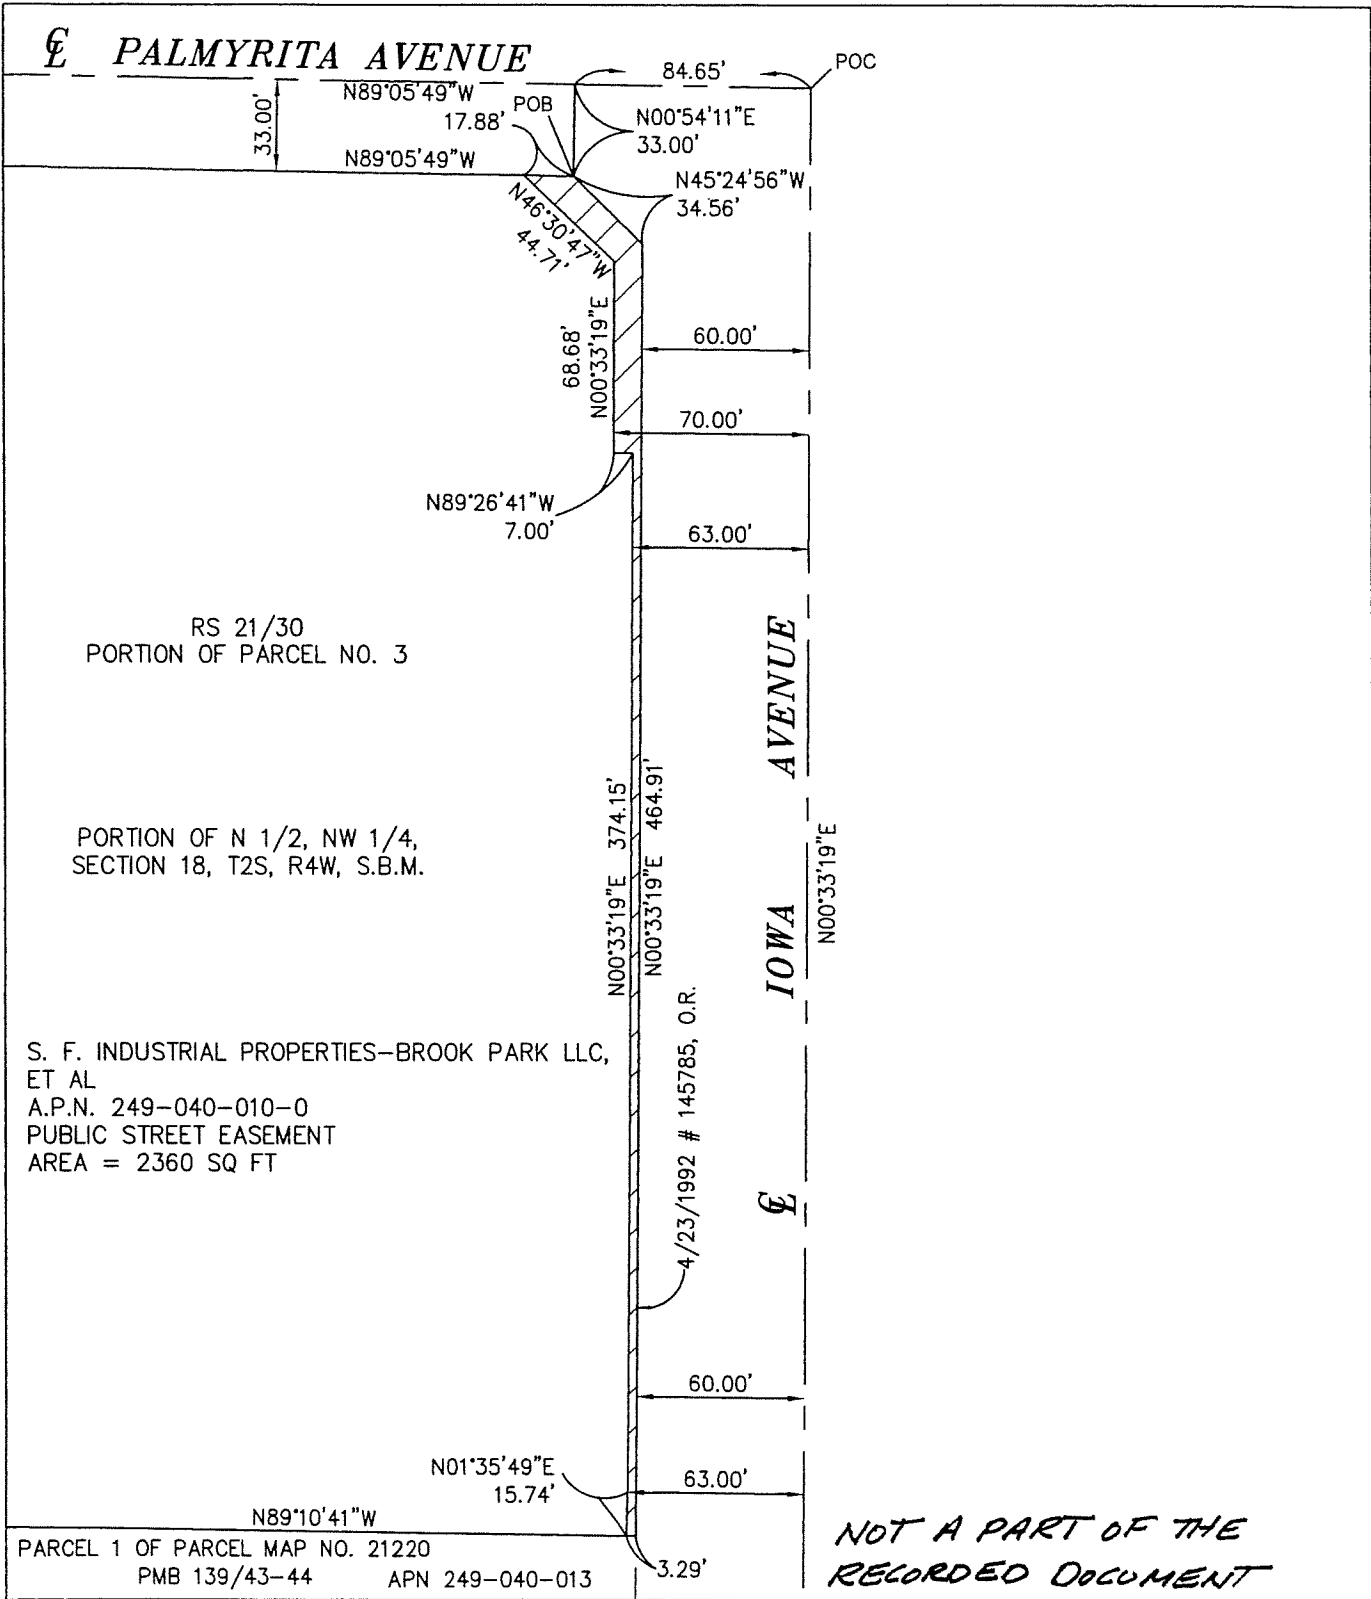 ℄ PALMYRITA AVENUE
84.65'
POC
N89°05'49"W
33.00'
17.88'
POB
N00°54'11"E
33.00'
N89°05'49"W
N45°24'56"W
34.56'
N46°30'47"W
44.71'
68.68'
N00°33'19"E
60.00'
70.00'
N89°26'41"W
7.00'
63.00'
RS 21/30
PORTION OF PARCEL NO. 3
℄ IOWA AVENUE
N00°33'19"E
N00°33'19"E 374.15'
N00°33'19"E 464.91'
PORTION OF N 1/2, NW 1/4,
SECTION 18, T2S, R4W, S.B.M.
4/23/1992 # 145785, O.R.
S. F. INDUSTRIAL PROPERTIES-BROOK PARK LLC,
ET AL
A.P.N. 249-040-010-0
PUBLIC STREET EASEMENT
AREA = 2360 SQ FT
60.00'
N01°35'49"E
15.74'
63.00'
N89°10'41"W
PARCEL 1 OF PARCEL MAP NO. 21220
PMB 139/43-44 APN 249-040-013
3.29'
NOT A PART OF THE
RECORDED DOCUMENT